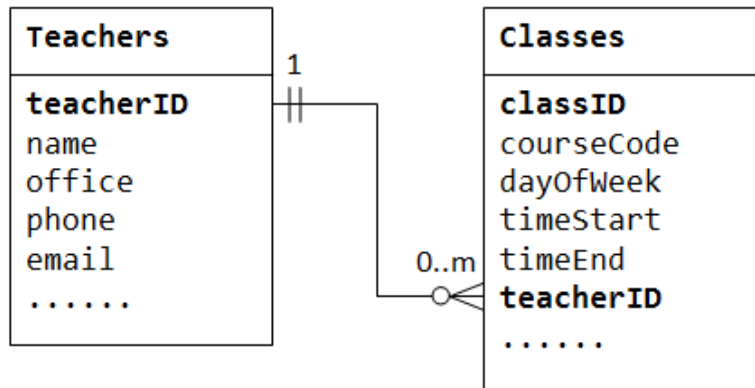 Teachers
teacherID
name
office
phone
email
......
1
0..m
Classes
classID
courseCode
dayOfWeek
timeStart
timeEnd
teacherID
......